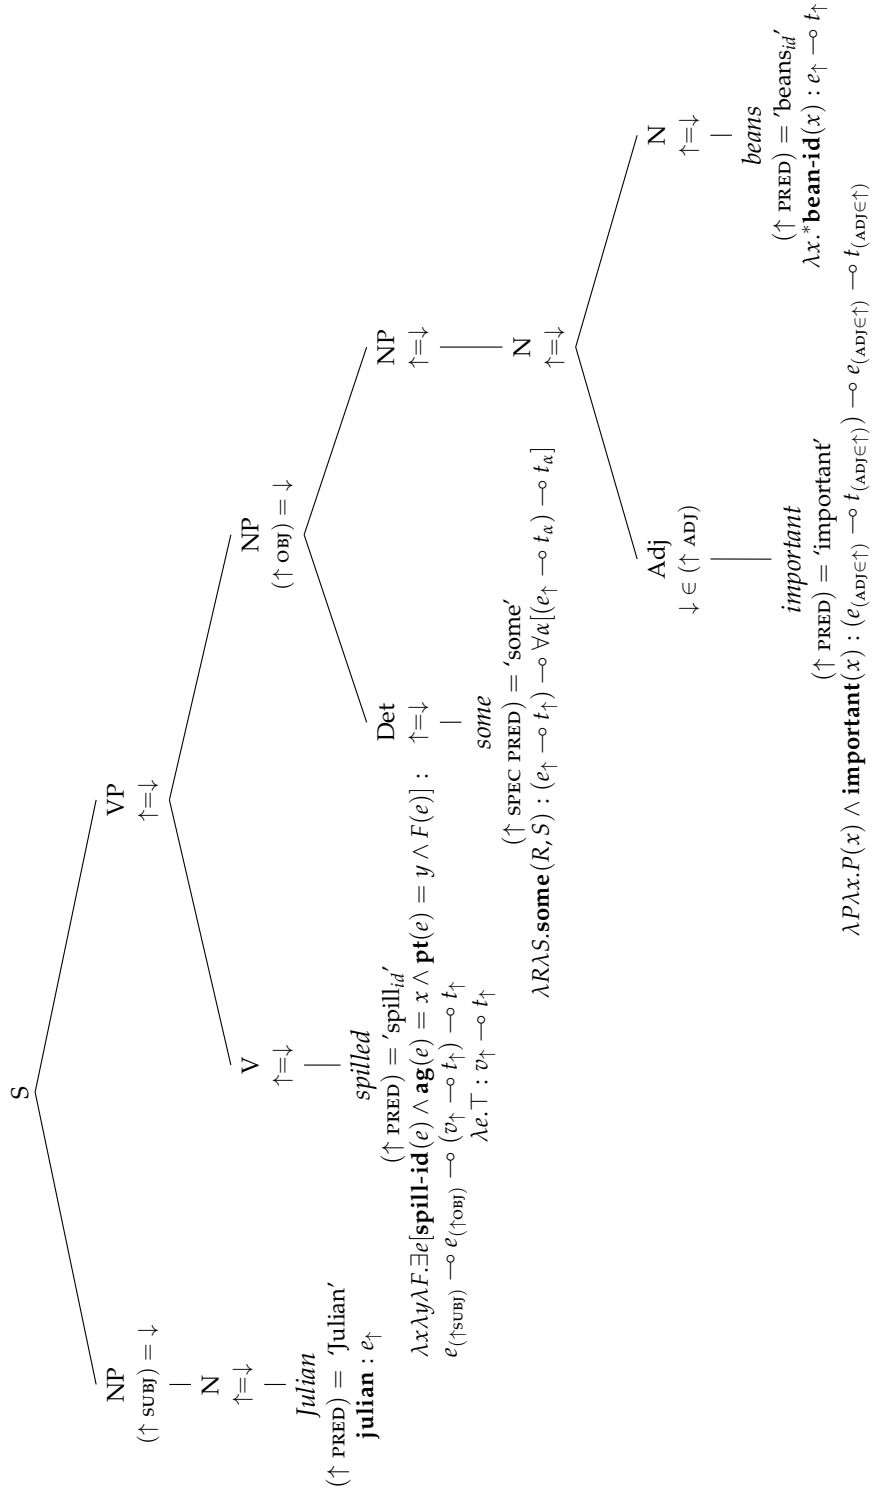 S
NP
(↑ SUBJ) = ↓
N
↑=↓
Julian
(↑ PRED) = ‘Julian’
julian : e↑
VP
↑=↓
V
↑=↓
spilled
(↑ PRED) = ‘spill_id’
λxλyλF.∃e[spill-id(e) ∧ ag(e) = x ∧ pt(e) = y ∧ F(e)] :
e(↑SUBJ) ⊸ e(↑OBJ) ⊸ (v↑ ⊸ t↑) ⊸ t↑
λe.⊤ : v↑ ⊸ t↑
NP
(↑ OBJ) = ↓
Det
↑=↓
some
(↑ SPEC PRED) = ‘some’
λRλS.some(R, S) : (e↑ ⊸ t↑) ⊸ ∀α[(e↑ ⊸ tα) ⊸ tα]
NP
↑=↓
N
↑=↓
Adj
↓ ∈ (↑ ADJ)
important
(↑ PRED) = ‘important’
λPλx.P(x) ∧ important(x) : (e(ADJ∈↑) ⊸ t(ADJ∈↑)) ⊸ e(ADJ∈↑) ⊸ t(ADJ∈↑)
N
↑=↓
beans
(↑ PRED) = ‘beans_id’
λx.*bean-id(x) : e↑ ⊸ t↑